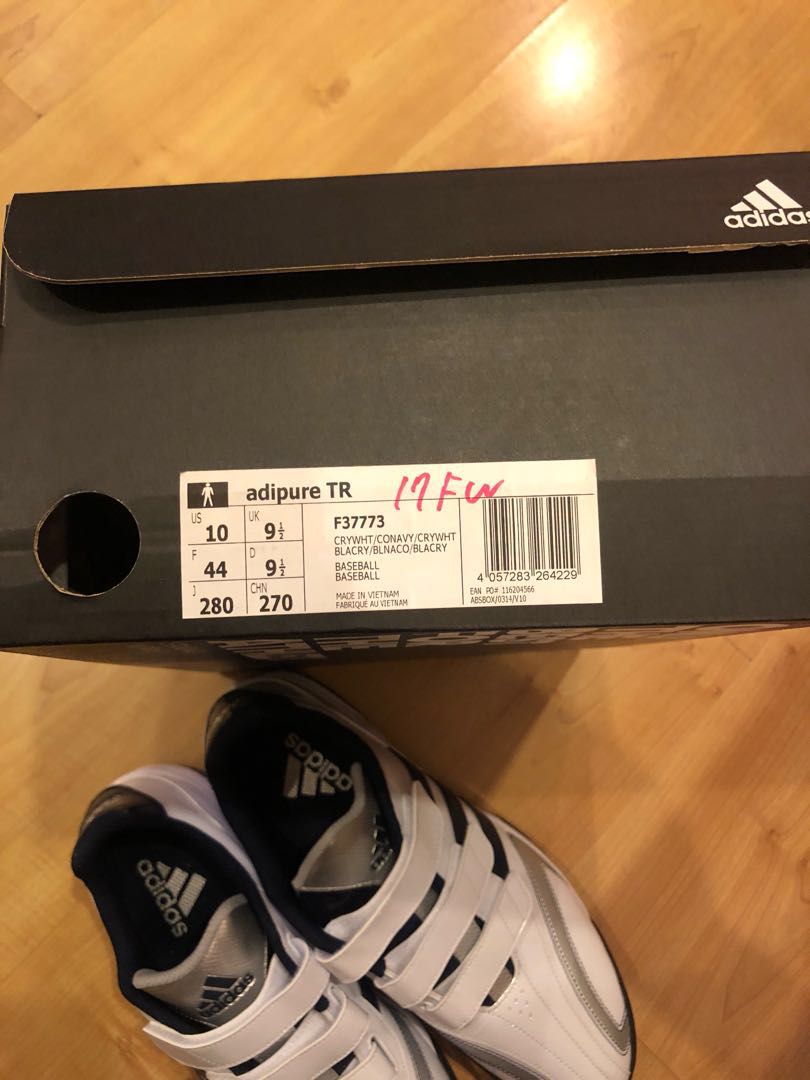 adidas
adipure TR 17FW
US 10 UK 9½
F 44 D 9½
J 280 CHN 270
F37773
CRYWHT/CONAVY/CRYWHT
BLACRY/BLNACO/BLACRY
BASEBALL
BASEBALL
MADE IN VIETNAM
FABRIQUÉ AU VIETNAM
4 057283 264229
EAN PO# 116204566
ABSBOX/0314/V10
adidas
adidas
adidas